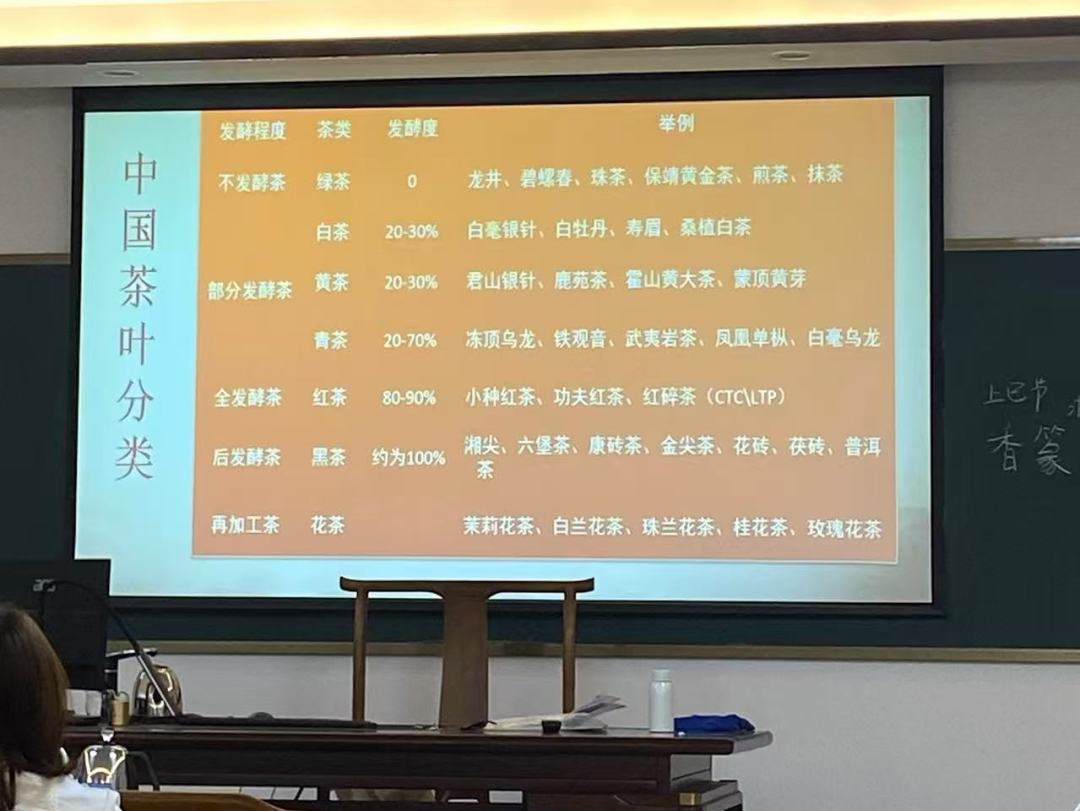 中国茶叶分类
发酵程度 茶类 发酵度 举例
不发酵茶 绿茶 0 龙井、碧螺春、珠茶、保靖黄金茶、煎茶、抹茶
白茶 20-30% 白毫银针、白牡丹、寿眉、桑植白茶
部分发酵茶 黄茶 20-30% 君山银针、鹿苑茶、霍山黄大茶、蒙顶黄芽
青茶 20-70% 冻顶乌龙、铁观音、武夷岩茶、凤凰单枞、白毫乌龙
全发酵茶 红茶 80-90% 小种红茶、功夫红茶、红碎茶（CTC\LTP）
后发酵茶 黑茶 约为100% 湘尖、六堡茶、康砖茶、金尖茶、花砖、茯砖、普洱
茶
再加工茶 花茶 茉莉花茶、白兰花茶、珠兰花茶、桂花茶、玫瑰花茶
上巳节
香篆